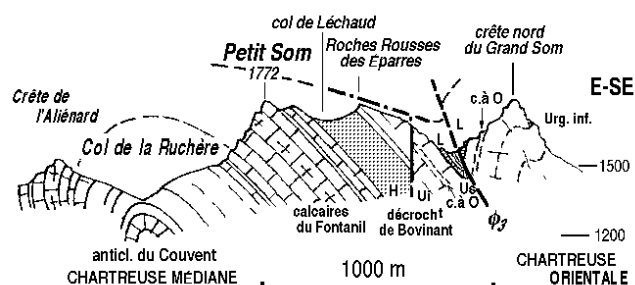 col de Léchaud
crête nord
du Grand Som
Petit Som
1772
Roches Rousses
des Éparres
E-SE
Crête de
l'Aliénard
c.à O
Urg. inf.
L
L
Col de la Ruchère
1500
H
Ui
Us
c.à O
calcaires
du Fontanil
décrocht
de Bovinant
ϕ3
1200
anticl. du Couvent
CHARTREUSE MÉDIANE
1000 m
CHARTREUSE
ORIENTALE